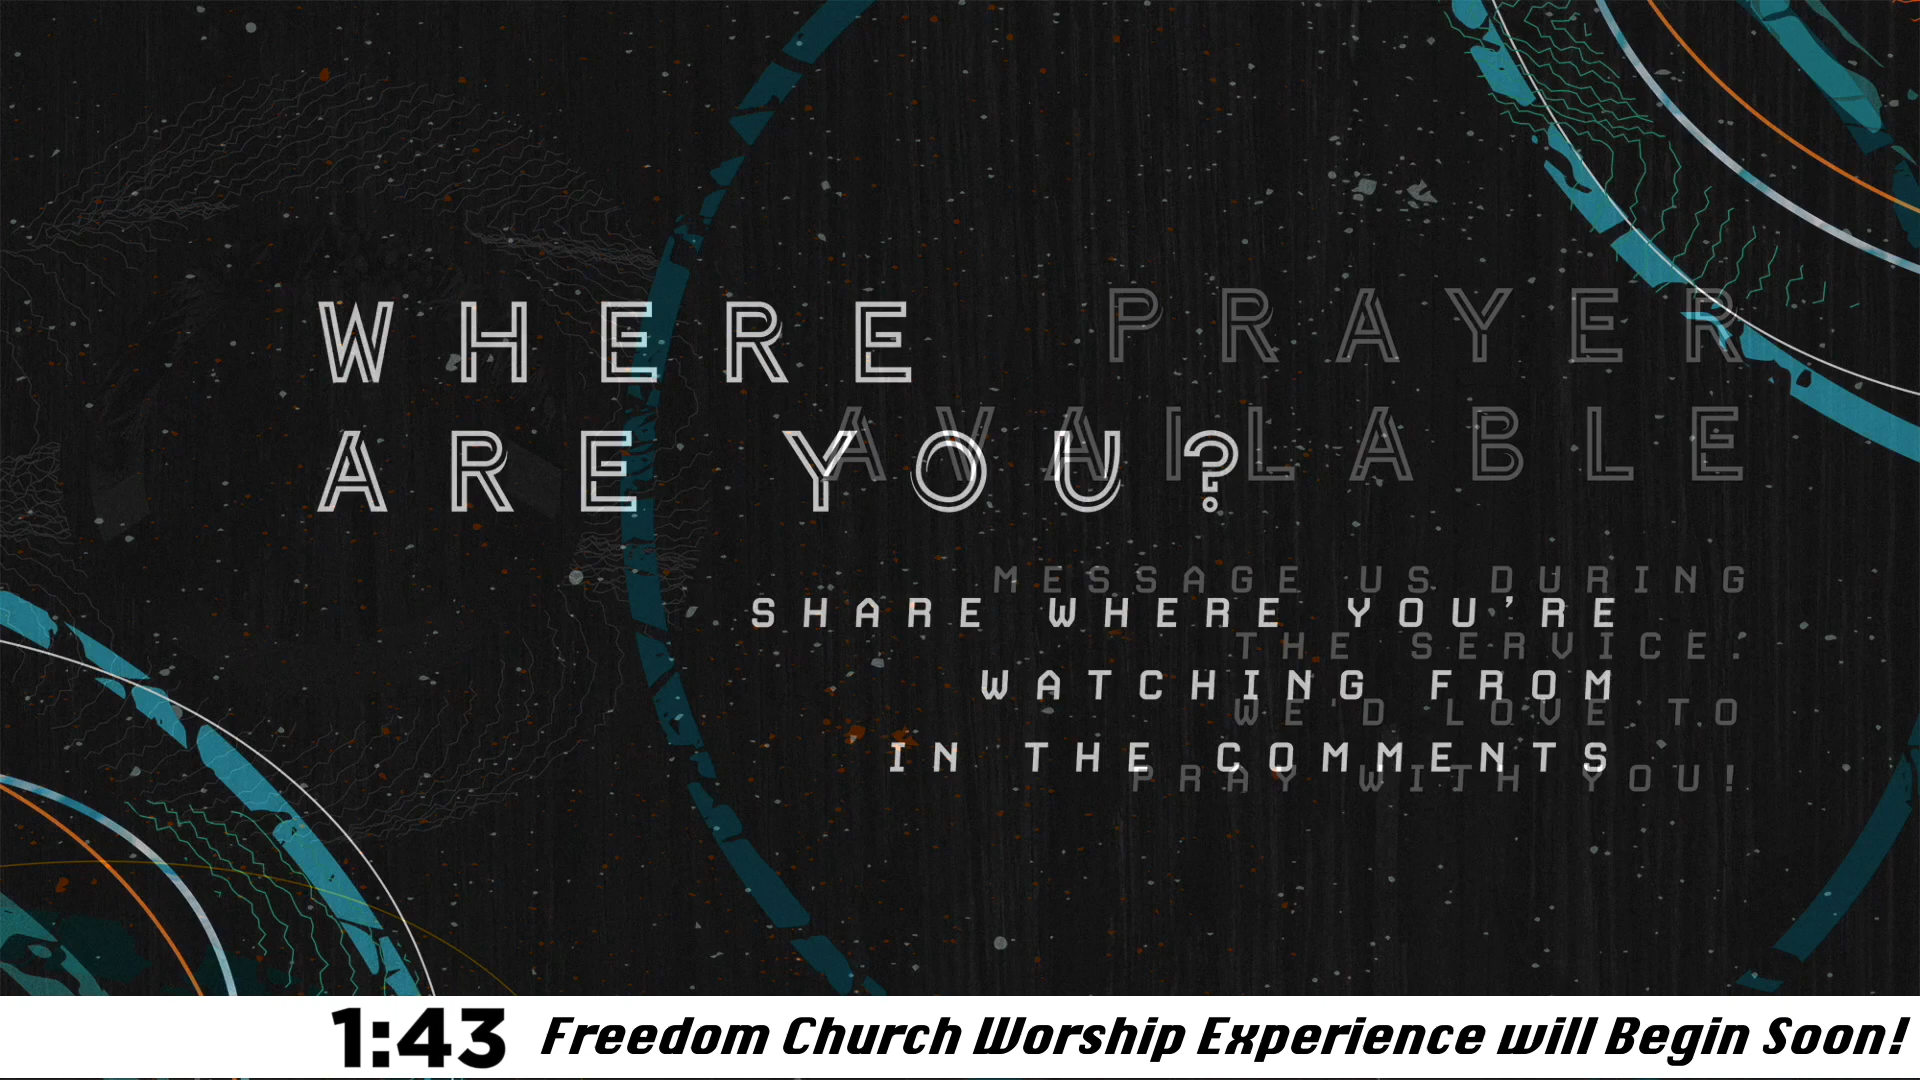 WHERE
ARE YOU?
SHARE WHERE YOU'RE
WATCHING FROM
IN THE COMMENTS
PRAYER
AVAILABLE
MESSAGE US DURING
THE SERVICE.
WE'D LOVE TO
PRAY WITH YOU!
1:43 Freedom Church Worship Experience will Begin Soon!